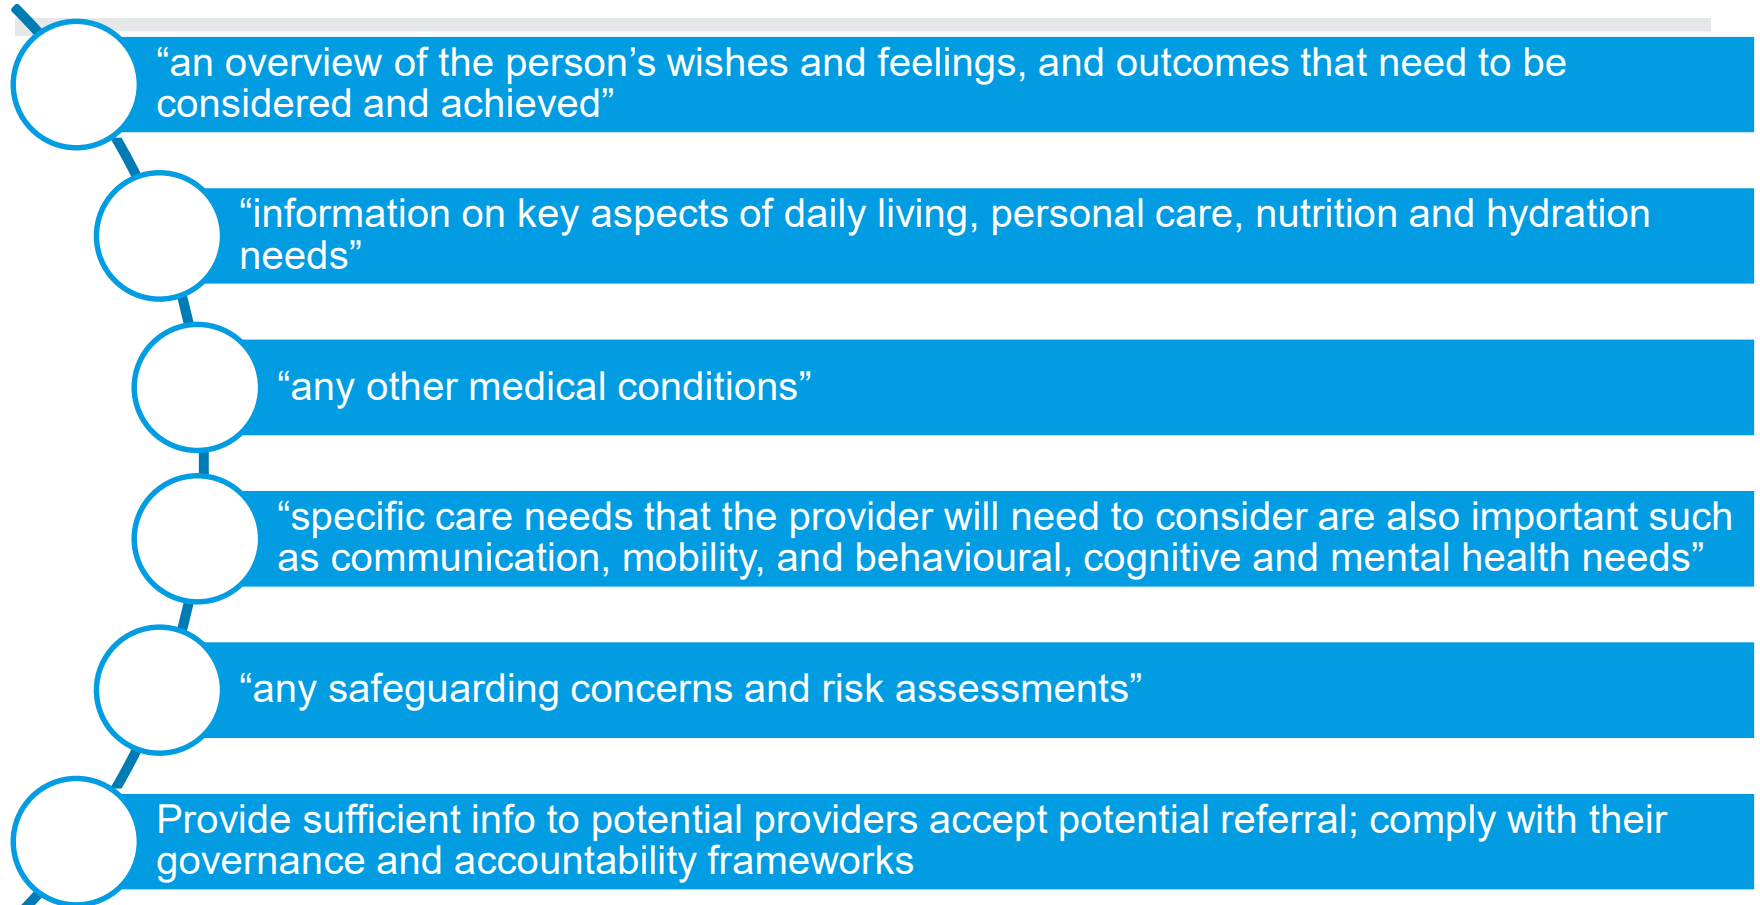 “an overview of the person’s wishes and feelings, and outcomes that need to be
considered and achieved”
“information on key aspects of daily living, personal care, nutrition and hydration
needs”
“any other medical conditions”
“specific care needs that the provider will need to consider are also important such
as communication, mobility, and behavioural, cognitive and mental health needs”
“any safeguarding concerns and risk assessments”
Provide sufficient info to potential providers accept potential referral; comply with their
governance and accountability frameworks